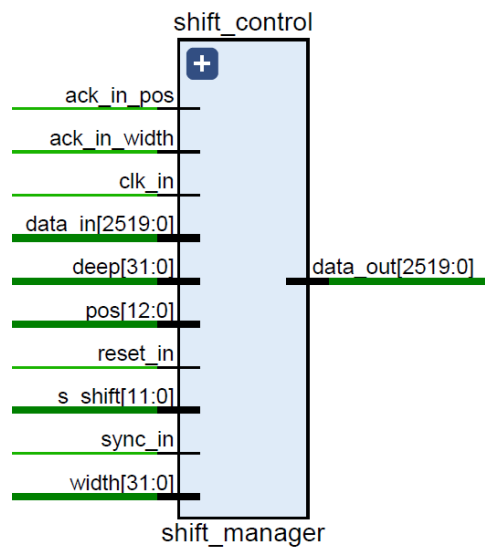 shift_control
ack_in_pos
ack_in_width
clk_in
data_in[2519:0]
deep[31:0]
data_out[2519:0]
pos[12:0]
reset_in
s_shift[11:0]
sync_in
width[31:0]
shift_manager